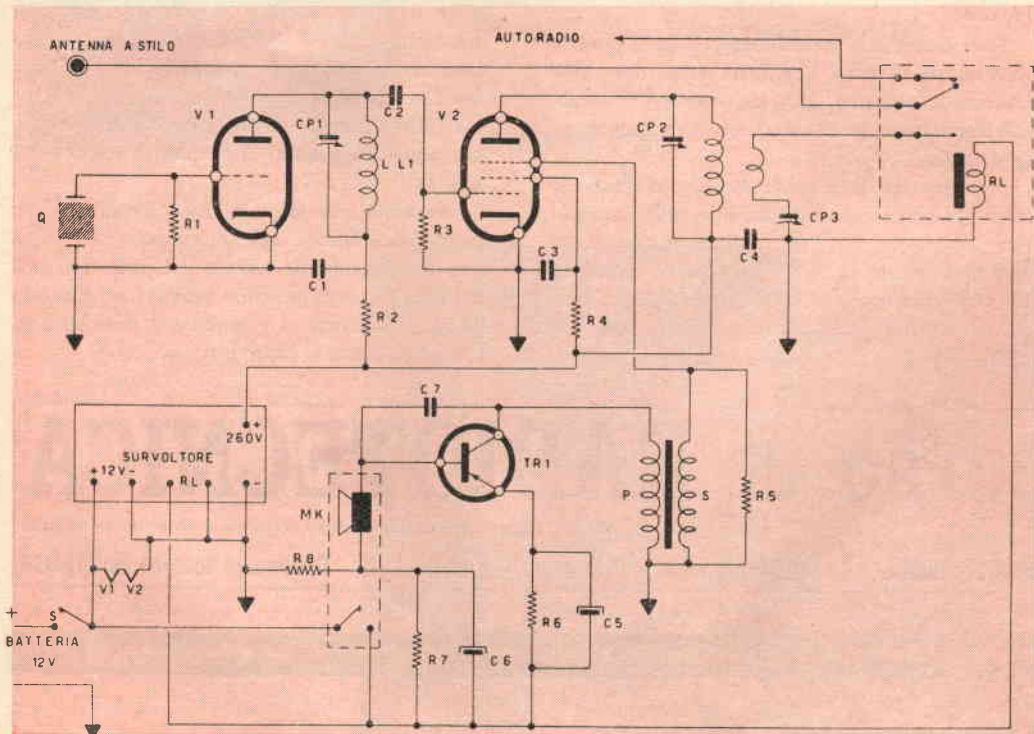 ANTENNA A STILO
AUTORADIO
V1
CP1
C2
L L1
V2
CP2
CP3
RL
Q
R1
R3
C3
C4
C1
R2
R4
C7
+
260V
SURVOLTORE
+ 12V -
RL
-
TR1
P
S
R5
MK
R8
V1 V2
R6
C5
+
S
BATTERIA
12V
R7
C6